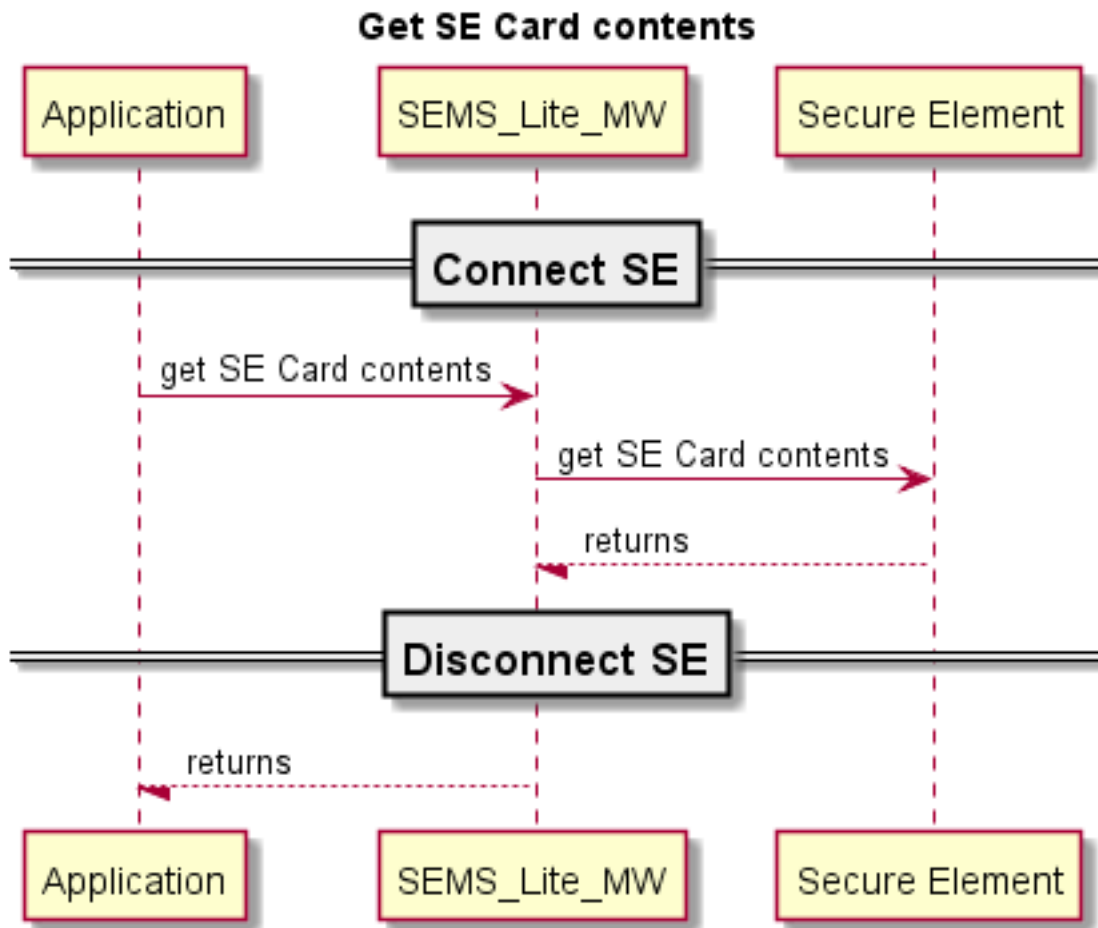 Get SE Card contents
Application
SEMS_Lite_MW
Secure Element
Connect SE
get SE Card contents
get SE Card contents
returns
Disconnect SE
returns
Application
SEMS_Lite_MW
Secure Element